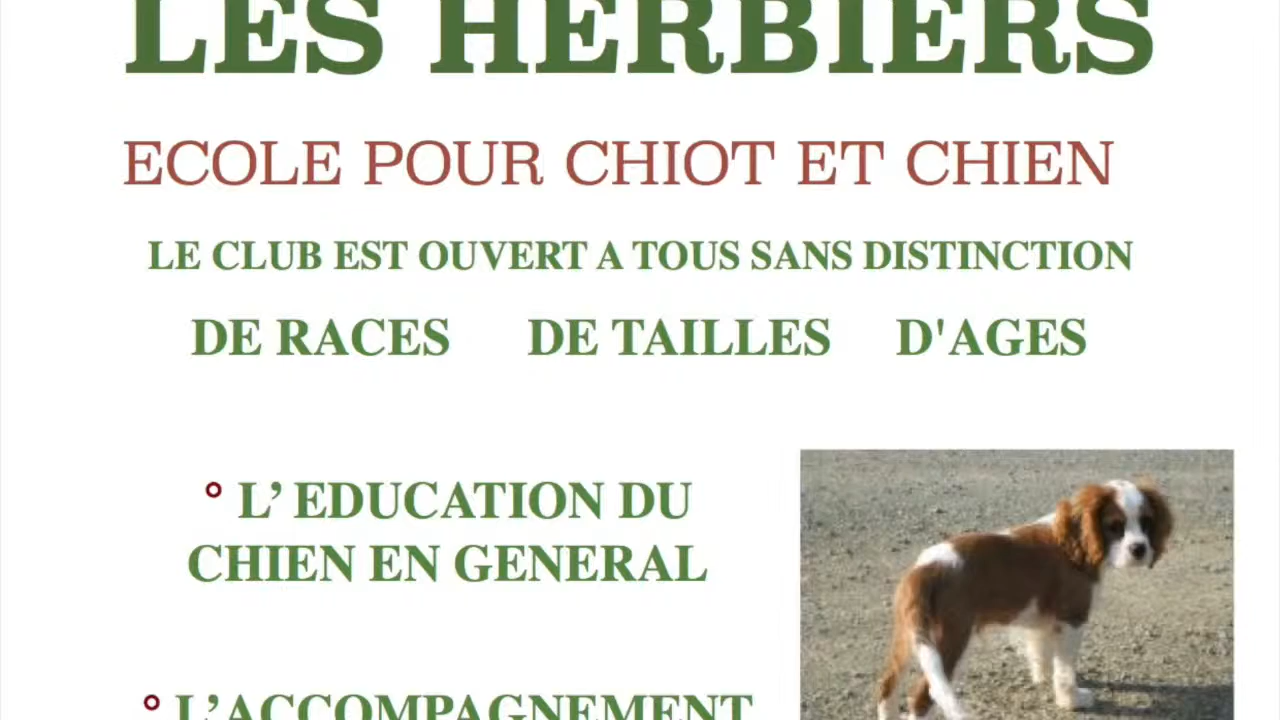 LES HERBIERS
ECOLE POUR CHIOT ET CHIEN
LE CLUB EST OUVERT A TOUS SANS DISTINCTION
DE RACES DE TAILLES D'AGES
° L’ EDUCATION DU
CHIEN EN GENERAL
° L’ACCOMPAGNEMENT